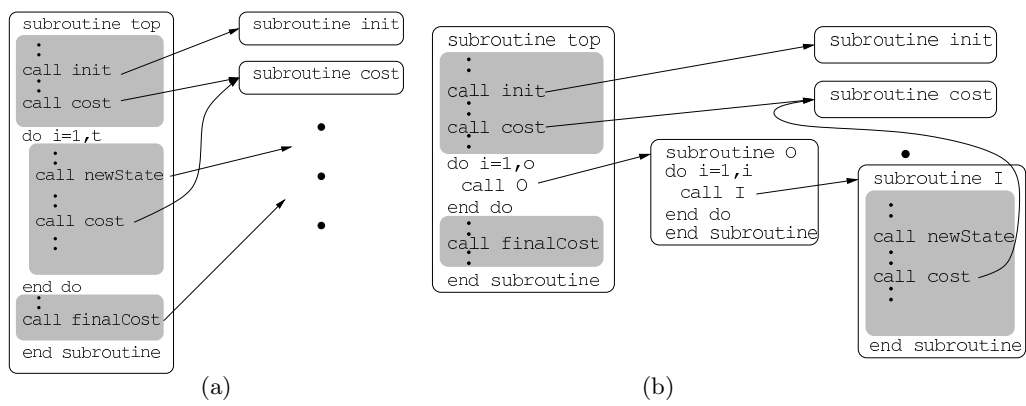 subroutine top
call init
call cost
do i=1,t
call newState
call cost
end do
call finalCost
end subroutine
subroutine init
subroutine cost
(a)
subroutine top
call init
call cost
do i=1,o
call O
end do
call finalCost
end subroutine
subroutine init
subroutine cost
subroutine O
do i=1,i
call I
end do
end subroutine
subroutine I
call newState
call cost
end subroutine
(b)